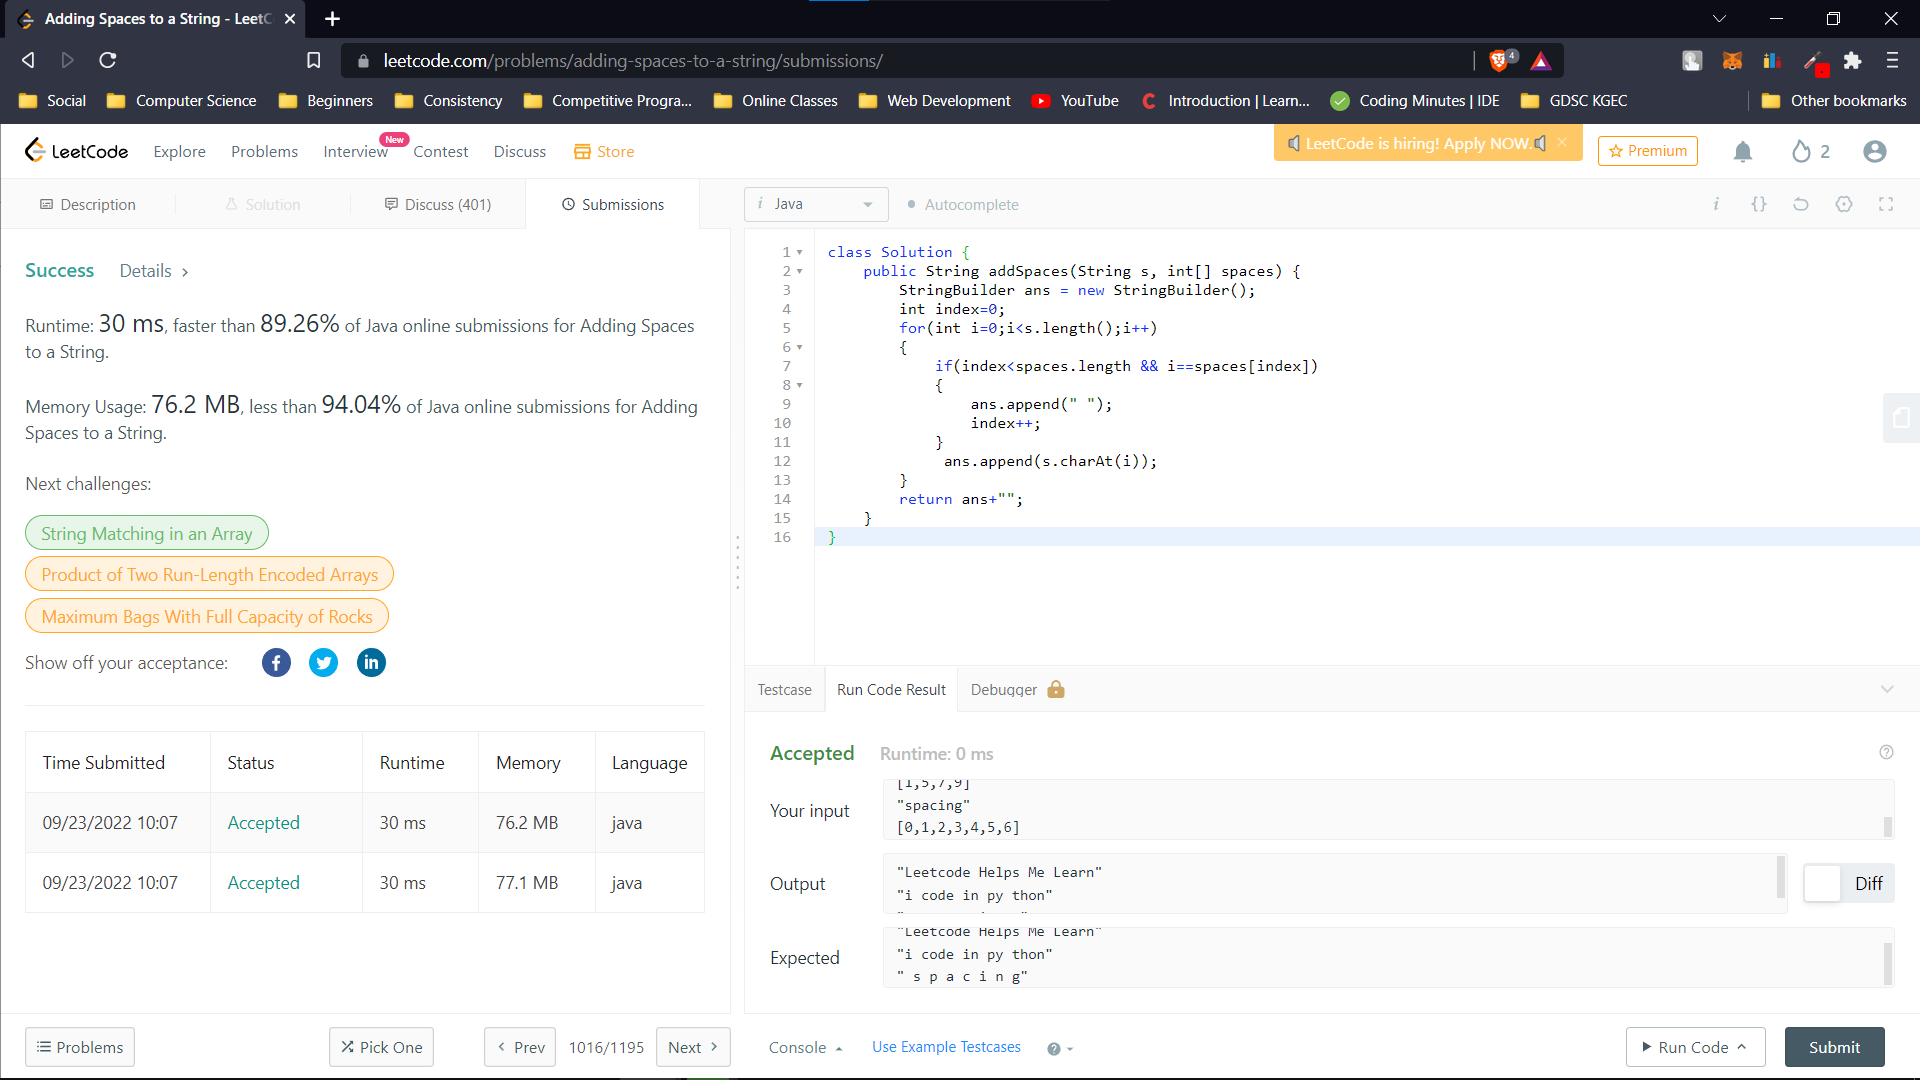 Adding Spaces to a String - LeetC
leetcode.com/problems/adding-spaces-to-a-string/submissions/
4
Social
Computer Science
Beginners
Consistency
Competitive Progra...
Online Classes
Web Development
YouTube
Introduction | Learn...
Coding Minutes | IDE
GDSC KGEC
Other bookmarks
LeetCode
Explore
Problems
Interview
New
Contest
Discuss
Store
LeetCode is hiring! Apply NOW.
Premium
2
Description
Solution
Discuss (401)
Submissions
Success
Details
Runtime: 30 ms, faster than 89.26% of Java online submissions for Adding Spaces
to a String.
Memory Usage: 76.2 MB, less than 94.04% of Java online submissions for Adding
Spaces to a String.
Next challenges:
String Matching in an Array
Product of Two Run-Length Encoded Arrays
Maximum Bags With Full Capacity of Rocks
Show off your acceptance:
Time Submitted Status Runtime Memory Language
09/23/2022 10:07 Accepted 30 ms 76.2 MB java
09/23/2022 10:07 Accepted 30 ms 77.1 MB java
Problems
Pick One
Prev
1016/1195
Next
i Java
Autocomplete
i
{}
1 class Solution {
2     public String addSpaces(String s, int[] spaces) {
3         StringBuilder ans = new StringBuilder();
4         int index=0;
5         for(int i=0;i<s.length();i++)
6         {
7             if(index<spaces.length && i==spaces[index])
8             {
9                 ans.append(" ");
10                 index++;
11             }
12              ans.append(s.charAt(i));
13         }
14         return ans+"";
15     }
16 }
Testcase
Run Code Result
Debugger
Accepted
Runtime: 0 ms
Your input
[1,5,7,9]
"spacing"
[0,1,2,3,4,5,6]
Output
"Leetcode Helps Me Learn"
"i code in py thon"
Diff
Expected
"Leetcode Helps Me Learn"
"i code in py thon"
" s p a c i n g"
Console
Use Example Testcases
Run Code
Submit